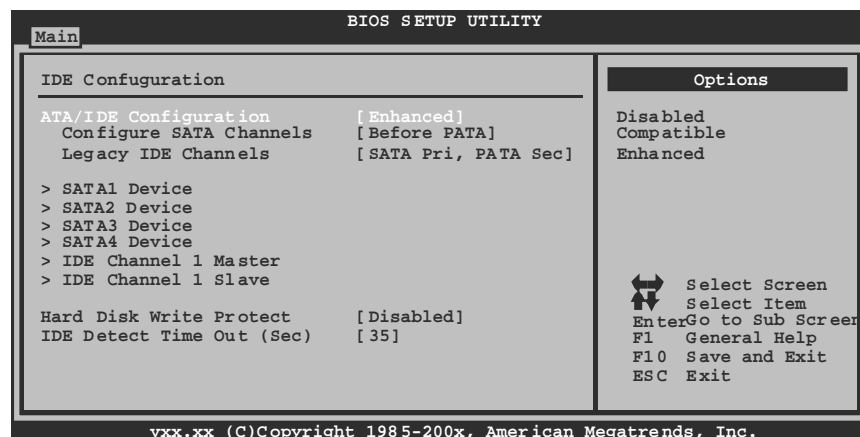 BIOS SETUP UTILITY
Main
IDE Confuguration
ATA/IDE Configuration [Enhanced]
Configure SATA Channels [Before PATA]
Legacy IDE Channels [SATA Pri, PATA Sec]
> SATA1 Device
> SATA2 Device
> SATA3 Device
> SATA4 Device
> IDE Channel 1 Master
> IDE Channel 1 Slave
Hard Disk Write Protect [Disabled]
IDE Detect Time Out (Sec) [35]
Options
Disabled
Compatible
Enhanced
Select Screen
Select Item
Enter Go to Sub Screen
F1 General Help
F10 Save and Exit
ESC Exit
vxx.xx (C)Copyright 1985-200x, American Megatrends, Inc.